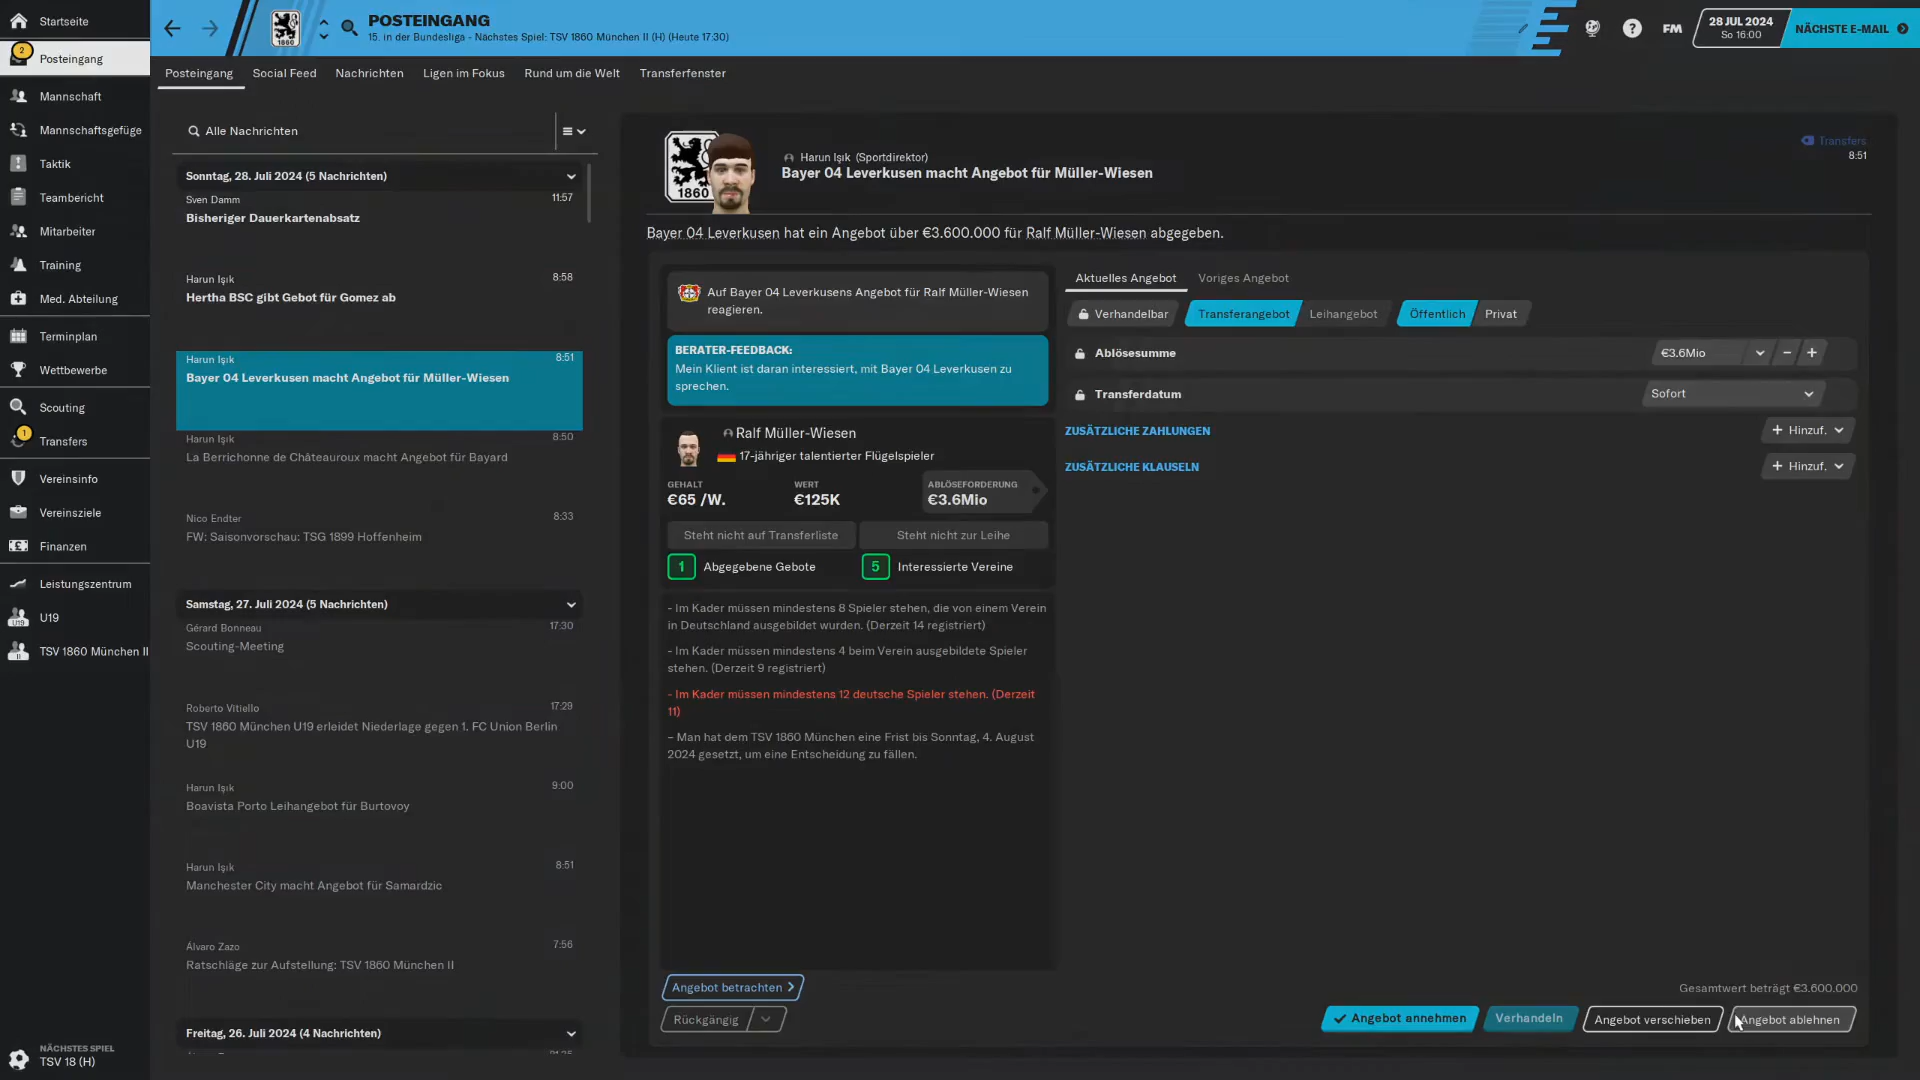 Startseite
2
Posteingang
Mannschaft
Mannschaftsgefüge
Taktik
Teambericht
Mitarbeiter
Training
Med. Abteilung
Terminplan
Wettbewerbe
Scouting
1
Transfers
Vereinsinfo
Vereinsziele
Finanzen
Leistungszentrum
U19
U19
II
TSV 1860 München II
NÄCHSTES SPIEL
TSV 18 (H)
1860
POSTEINGANG
15. in der Bundesliga - Nächstes Spiel: TSV 1860 München II (H) (Heute 17:30)
?
FM
28 JUL 2024
So 16:00
NÄCHSTE E-MAIL
Posteingang
Social Feed
Nachrichten
Ligen im Fokus
Rund um die Welt
Transferfenster
Alle Nachrichten
Sonntag, 28. Juli 2024 (5 Nachrichten)
Sven Damm
11:57
Bisheriger Dauerkartenabsatz
Harun Işık
8:58
Hertha BSC gibt Gebot für Gomez ab
Harun Işık
8:51
Bayer 04 Leverkusen macht Angebot für Müller-Wiesen
Harun Işık
8:50
La Berrichonne de Châteauroux macht Angebot für Bayard
Nico Endter
8:33
FW: Saisonvorschau: TSG 1899 Hoffenheim
Samstag, 27. Juli 2024 (5 Nachrichten)
Gérard Bonneau
17:30
Scouting-Meeting
Roberto Vitiello
17:29
TSV 1860 München U19 erleidet Niederlage gegen 1. FC Union Berlin
U19
Harun Işık
9:00
Boavista Porto Leihangebot für Burtovoy
Harun Işık
8:51
Manchester City macht Angebot für Samardzic
Álvaro Zazo
7:56
Ratschläge zur Aufstellung: TSV 1860 München II
Freitag, 26. Juli 2024 (4 Nachrichten)
1860
Harun Işık (Sportdirektor)
Bayer 04 Leverkusen macht Angebot für Müller-Wiesen
Transfers
8:51
Bayer 04 Leverkusen hat ein Angebot über €3.600.000 für Ralf Müller-Wiesen abgegeben.
Auf Bayer 04 Leverkusens Angebot für Ralf Müller-Wiesen
reagieren.
BERATER-FEEDBACK:
Mein Klient ist daran interessiert, mit Bayer 04 Leverkusen zu
sprechen.
Ralf Müller-Wiesen
17-jähriger talentierter Flügelspieler
GEHALT
WERT
ABLÖSEFORDERUNG
€65 /W.
€125K
€3.6Mio
Steht nicht auf Transferliste
Steht nicht zur Leihe
1
Abgegebene Gebote
5
Interessierte Vereine
- Im Kader müssen mindestens 8 Spieler stehen, die von einem Verein
in Deutschland ausgebildet wurden. (Derzeit 14 registriert)
- Im Kader müssen mindestens 4 beim Verein ausgebildete Spieler
stehen. (Derzeit 9 registriert)
- Im Kader müssen mindestens 12 deutsche Spieler stehen. (Derzeit
11)
– Man hat dem TSV 1860 München eine Frist bis Sonntag, 4. August
2024 gesetzt, um eine Entscheidung zu fällen.
Aktuelles Angebot
Voriges Angebot
Verhandelbar
Transferangebot
Leihangebot
Öffentlich
Privat
Ablösesumme
€3.6Mio
Transferdatum
Sofort
ZUSÄTZLICHE ZAHLUNGEN
Hinzuf.
ZUSÄTZLICHE KLAUSELN
Hinzuf.
Angebot betrachten
Rückgängig
Gesamtwert beträgt €3.600.000
Angebot annehmen
Verhandeln
Angebot verschieben
Angebot ablehnen